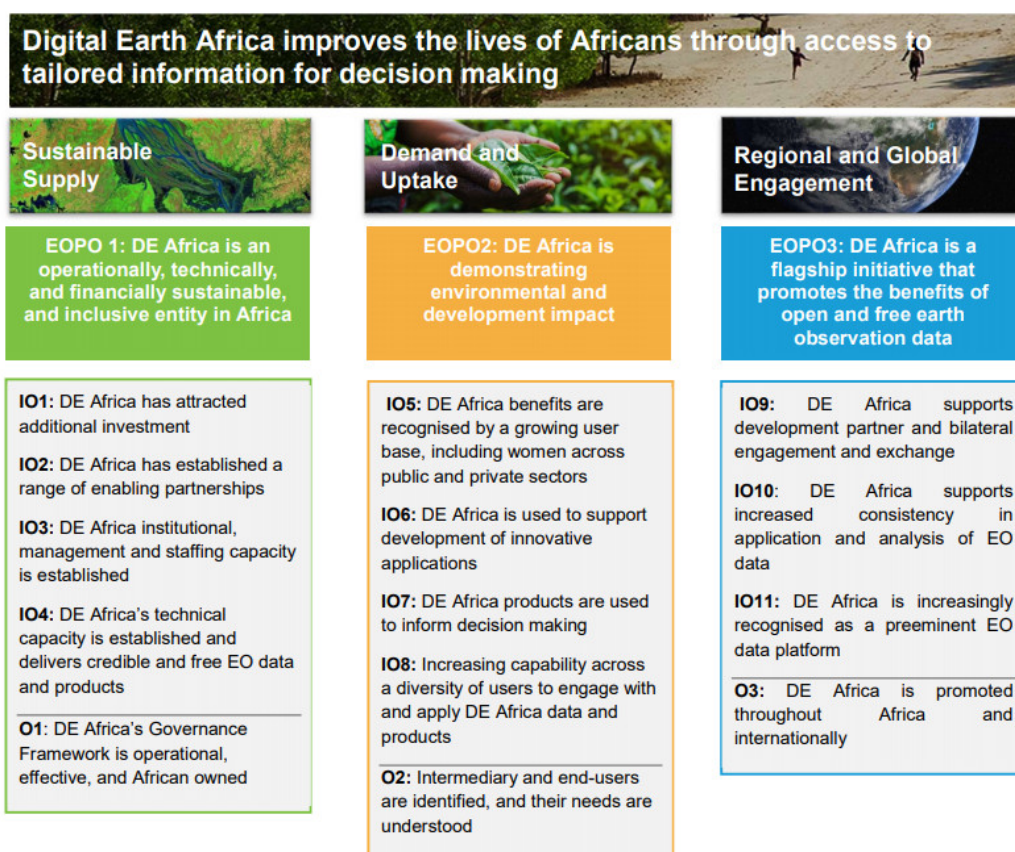 Digital Earth Africa improves the lives of Africans through access to
tailored information for decision making
Sustainable
Supply
EOPO 1: DE Africa is an
operationally, technically,
and financially sustainable,
and inclusive entity in Africa
IO1: DE Africa has attracted
additional investment
IO2: DE Africa has established a
range of enabling partnerships
IO3: DE Africa institutional,
management and staffing capacity
is established
IO4: DE Africa's technical
capacity is established and
delivers credible and free EO data
and products
O1: DE Africa's Governance
Framework is operational,
effective, and African owned
Demand and
Uptake
EOPO2: DE Africa is
demonstrating
environmental and
development impact
IO5: DE Africa benefits are
recognised by a growing user
base, including women across
public and private sectors
IO6: DE Africa is used to support
development of innovative
applications
IO7: DE Africa products are used
to inform decision making
IO8: Increasing capability across
a diversity of users to engage with
and apply DE Africa data and
products
O2: Intermediary and end-users
are identified, and their needs are
understood
Regional and Global
Engagement
EOPO3: DE Africa is a
flagship initiative that
promotes the benefits of
open and free earth
observation data
IO9: DE Africa supports
development partner and bilateral
engagement and exchange
IO10: DE Africa supports
increased consistency in
application and analysis of EO
data
IO11: DE Africa is increasingly
recognised as a preeminent EO
data platform
O3: DE Africa is promoted
throughout Africa and
internationally